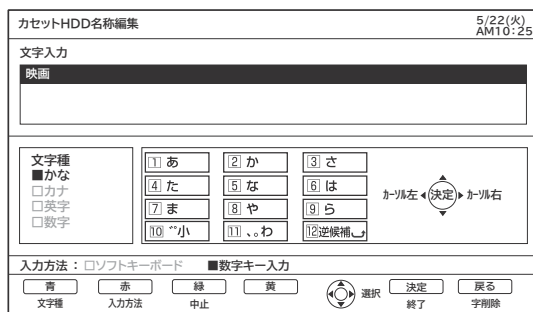 カセットHDD名称編集
5/22(火)
AM10:25
文字入力
映画
文字種
■かな
□カナ
□英字
□数字
1 あ 2 か 3 さ
4 た 5 な 6 は
7 ま 8 や 9 ら
10 ゛゜小 11 、。わ 12 逆候補
カーソル左 決定 カーソル右
入力方法:□ソフトキーボード ■数字キー入力
青 赤 緑 黄 選択 決定 戻る
文字種 入力方法 中止 終了 字削除